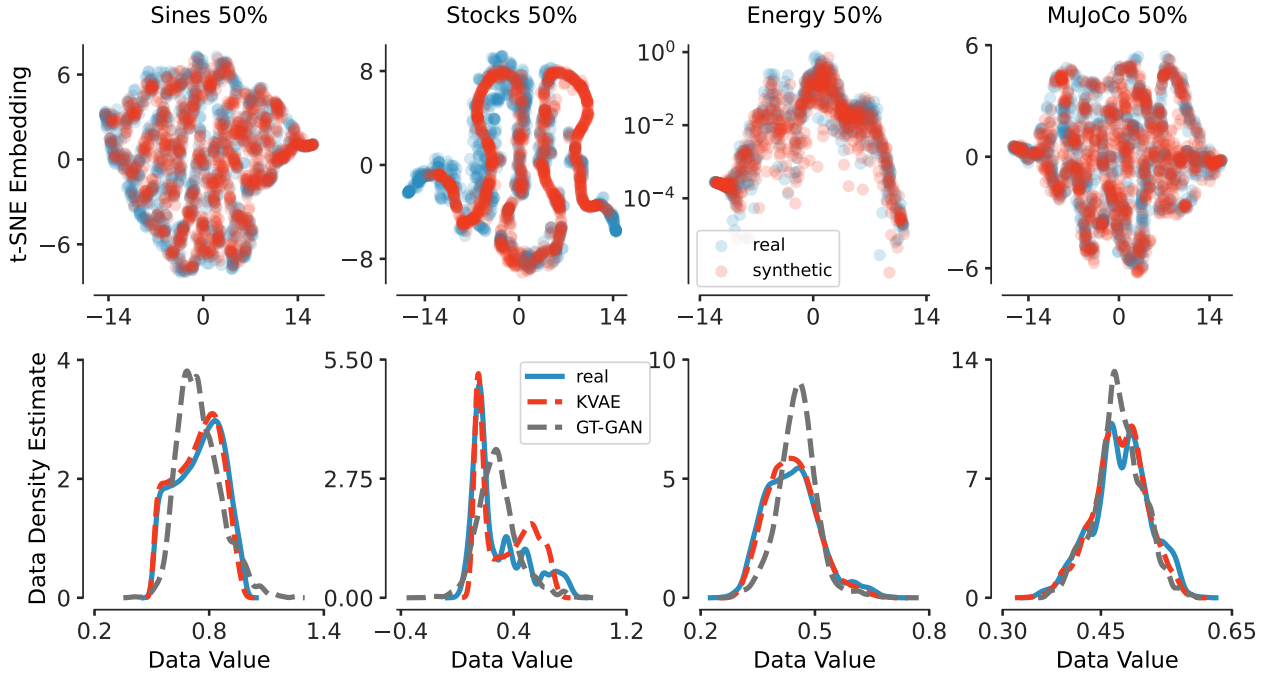 Sines 50% Stocks 50% Energy 50% MuJoCo 50%
t-SNE Embedding
6
0
−6
−14 0 14
8
0
−8
−14 0 14
10⁰
10⁻²
10⁻⁴
−14 0 14
real
synthetic
6
0
−6
−14 0 14
Data Density Estimate
4
2
0
0.2 0.8 1.4
Data Value
5.50
2.75
0.00
−0.4 0.4 1.2
Data Value
real
KVAE
GT-GAN
10
5
0
0.2 0.5 0.8
Data Value
14
7
0
0.30 0.45 0.65
Data Value